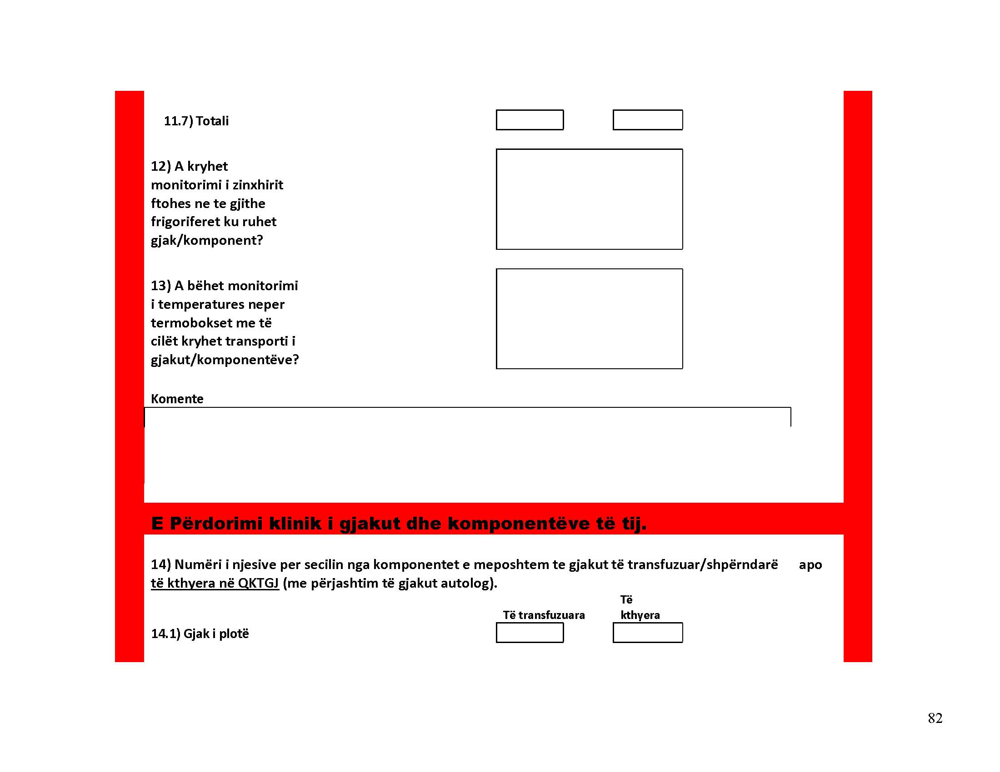 11.7) Totali
12) A kryhet
monitorimi i zinxhirit
ftohes ne te gjithe
frigoriferet ku ruhet
gjak/komponent?
13) A bëhet monitorimi
i temperatures neper
termobokset me të
cilët kryhet transporti i
gjakut/komponentëve?
Komente
E Përdorimi klinik i gjakut dhe komponentëve të tij.
14) Numëri i njesive per secilin nga komponentet e meposhtem te gjakut të transfuzuar/shpërndarë apo
të kthyera në QKTGJ (me përjashtim të gjakut autolog).
Të
Të transfuzuara kthyera
14.1) Gjak i plotë
82